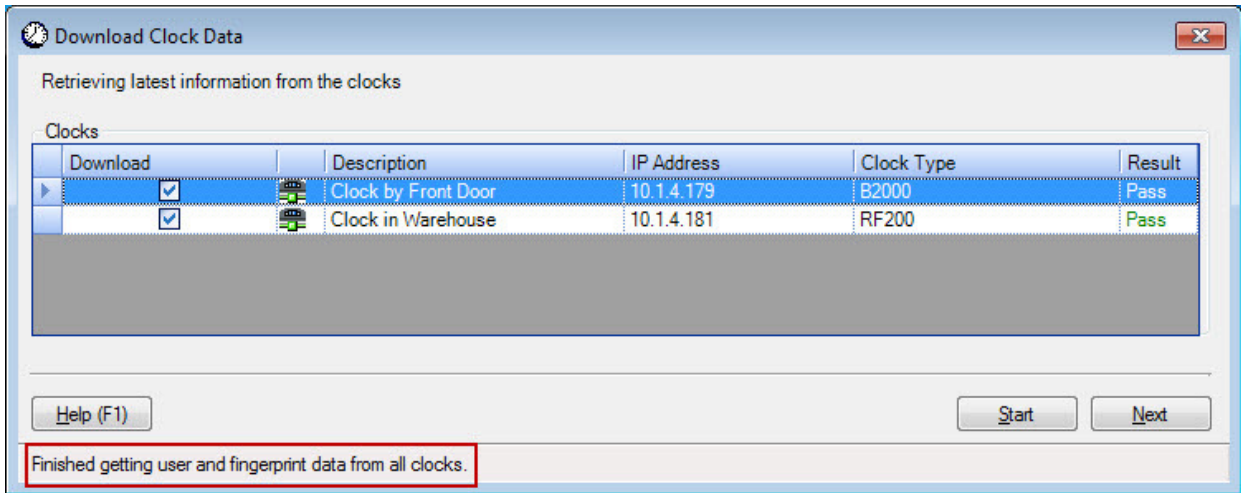 Download Clock Data
Retrieving latest information from the clocks
Clocks
Download Description IP Address Clock Type Result
Clock by Front Door 10.1.4.179 B2000 Pass
Clock in Warehouse 10.1.4.181 RF200 Pass
Help (F1) Start Next
Finished getting user and fingerprint data from all clocks.